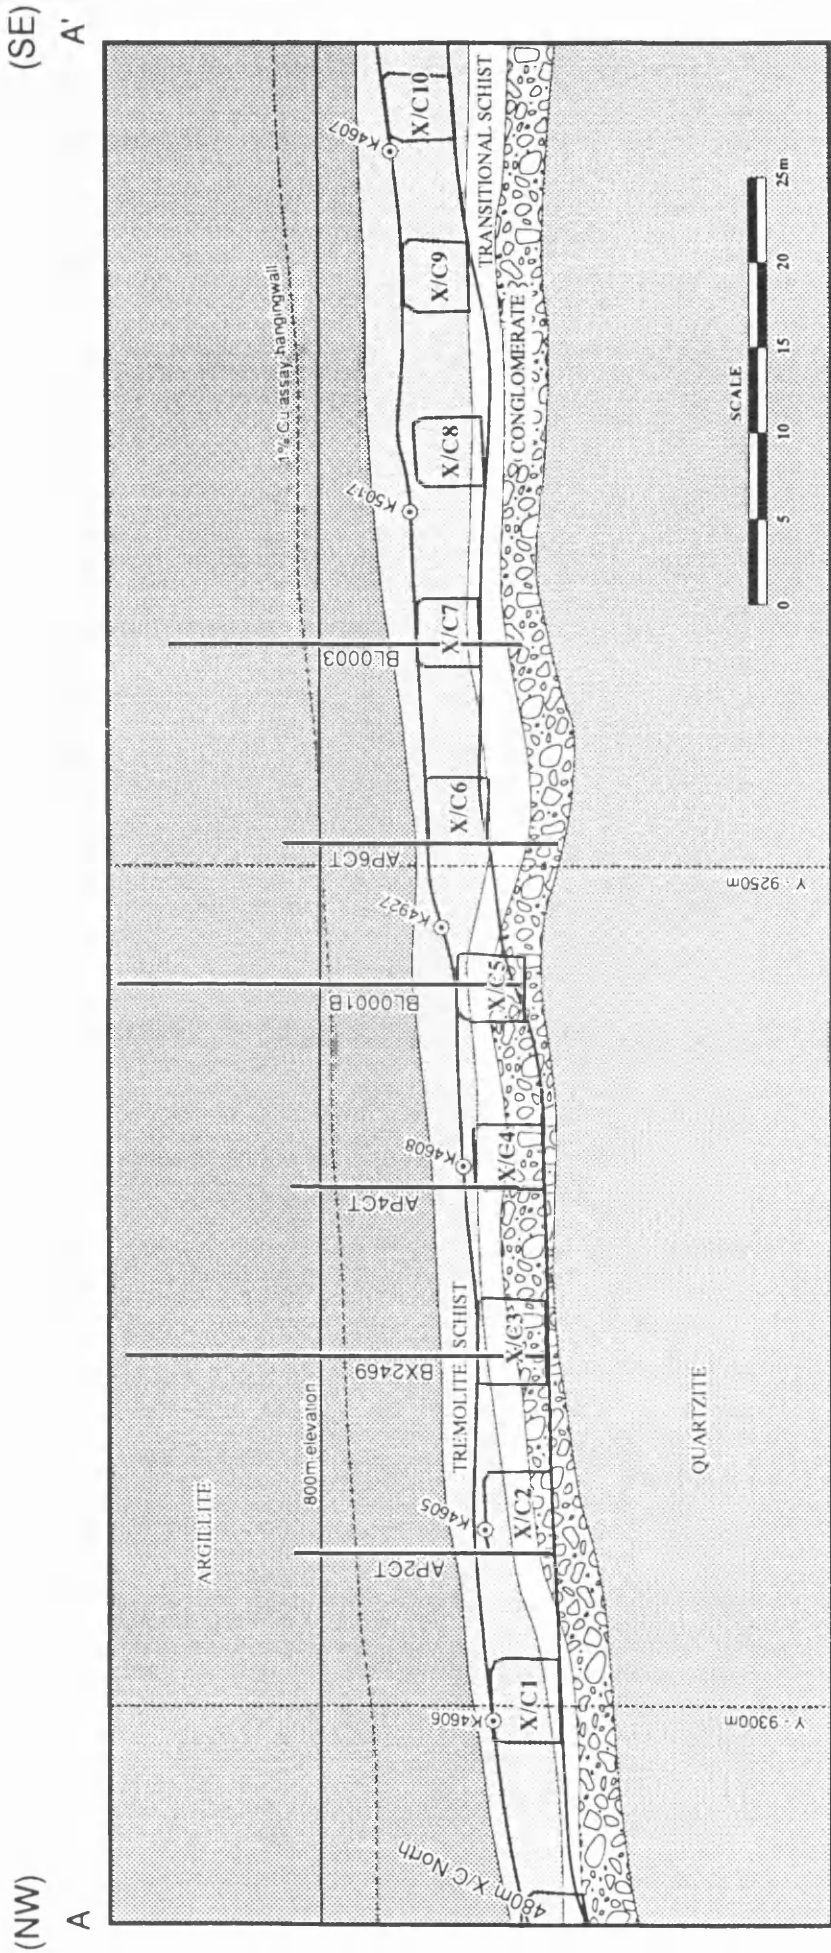 (NW)
(SE)
A
A'
ARGILLITE
800m elevation
1% Cu assay hangingwall
480m X/C North
K4606
AP2CT
K4605
BX2469
AP4CT
K4608
BL0001B
K4927
AP6CT
BL0003
K5017
K4607
TREMOLITE SCHIST
TRANSITIONAL SCHIST
CONGLOMERATE
X/C1
X/C2
X/C3
X/C4
X/C5
X/C6
X/C7
X/C8
X/C9
X/C10
QUARTZITE
Y - 9300m
Y - 9250m
SCALE
0 5 10 15 20 25m